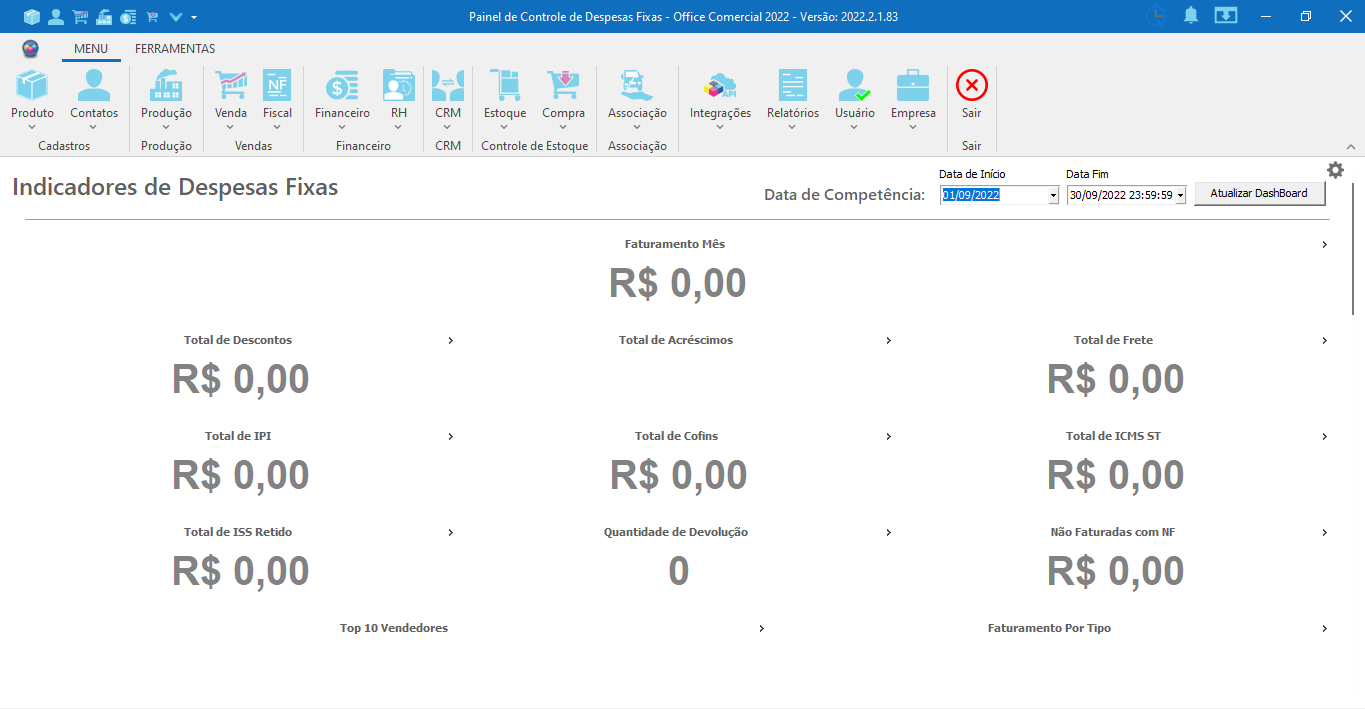 Painel de Controle de Despesas Fixas - Office Comercial 2022 - Versão: 2022.2.1.83
MENU FERRAMENTAS
Produto Contatos Produção Venda Fiscal Financeiro RH CRM Estoque Compra Associação Integrações Relatórios Usuário Empresa Sair
Cadastros Produção Vendas Financeiro CRM Controle de Estoque Associação Sair
Indicadores de Despesas Fixas
Data de Início Data Fim
Data de Competência: 01/09/2022 30/09/2022 23:59:59 Atualizar DashBoard
Faturamento Mês
R$ 0,00
Total de Descontos Total de Acréscimos Total de Frete
R$ 0,00 R$ 0,00
Total de IPI Total de Cofins Total de ICMS ST
R$ 0,00 R$ 0,00 R$ 0,00
Total de ISS Retido Quantidade de Devolução Não Faturadas com NF
R$ 0,00 0 R$ 0,00
Top 10 Vendedores Faturamento Por Tipo